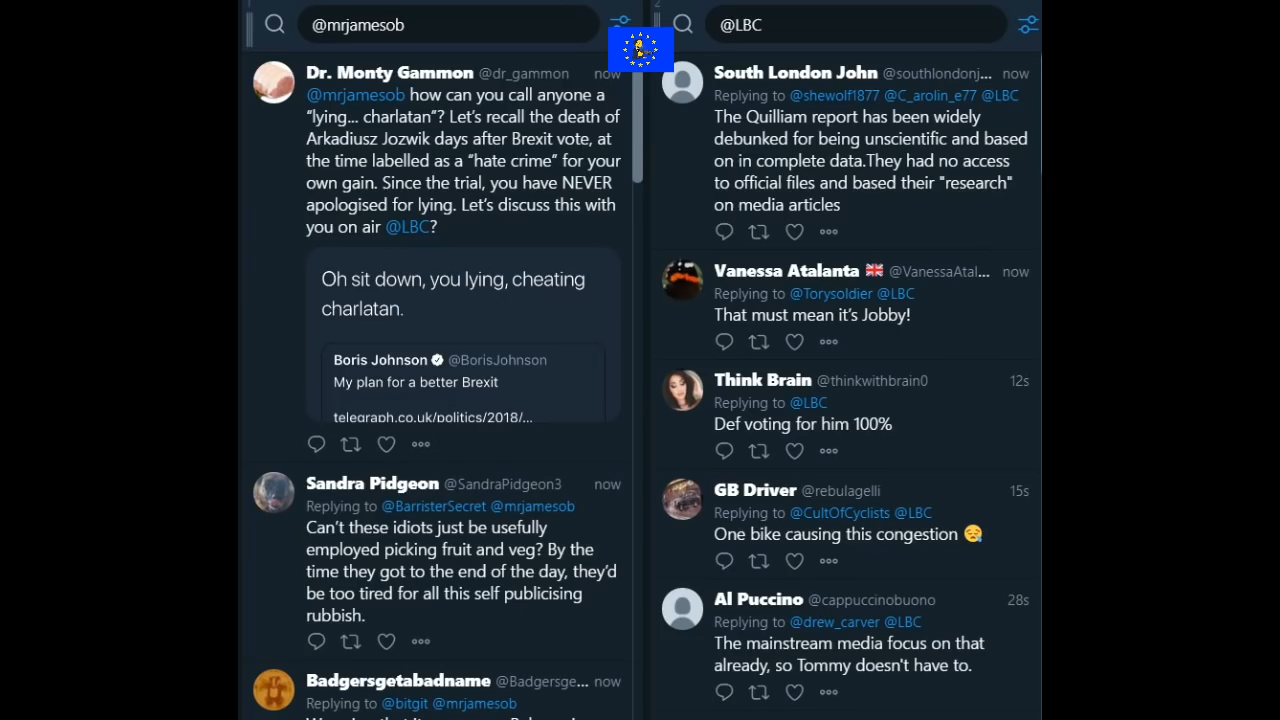 1
@mrjamesob
Dr. Monty Gammon @dr_gammon now
@mrjamesob how can you call anyone a
“lying... charlatan”? Let’s recall the death of
Arkadiusz Jozwik days after Brexit vote, at
the time labelled as a “hate crime” for your
own gain. Since the trial, you have NEVER
apologised for lying. Let’s discuss this with
you on air @LBC?
Oh sit down, you lying, cheating
charlatan.
Boris Johnson @BorisJohnson
My plan for a better Brexit
telegraph.co.uk/politics/2018/...
Sandra Pidgeon @SandraPidgeon3 now
Replying to @BarristerSecret @mrjamesob
Can’t these idiots just be usefully
employed picking fruit and veg? By the
time they got to the end of the day, they’d
be too tired for all this self publicising
rubbish.
Badgersgetabadname @Badgersge... now
Replying to @bitgit @mrjamesob
2
@LBC
South London John @southlondonj... now
Replying to @shewolf1877 @C_arolin_e77 @LBC
The Quilliam report has been widely
debunked for being unscientific and based
on in complete data.They had no access
to official files and based their "research"
on media articles
Vanessa Atalanta 🇬🇧 @VanessaAtal... now
Replying to @Torysoldier @LBC
That must mean it’s Jobby!
Think Brain @thinkwithbrain0 12s
Replying to @LBC
Def voting for him 100%
GB Driver @rebulagelli 15s
Replying to @CultOfCyclists @LBC
One bike causing this congestion 😪
Al Puccino @cappuccinobuono 28s
Replying to @drew_carver @LBC
The mainstream media focus on that
already, so Tommy doesn't have to.